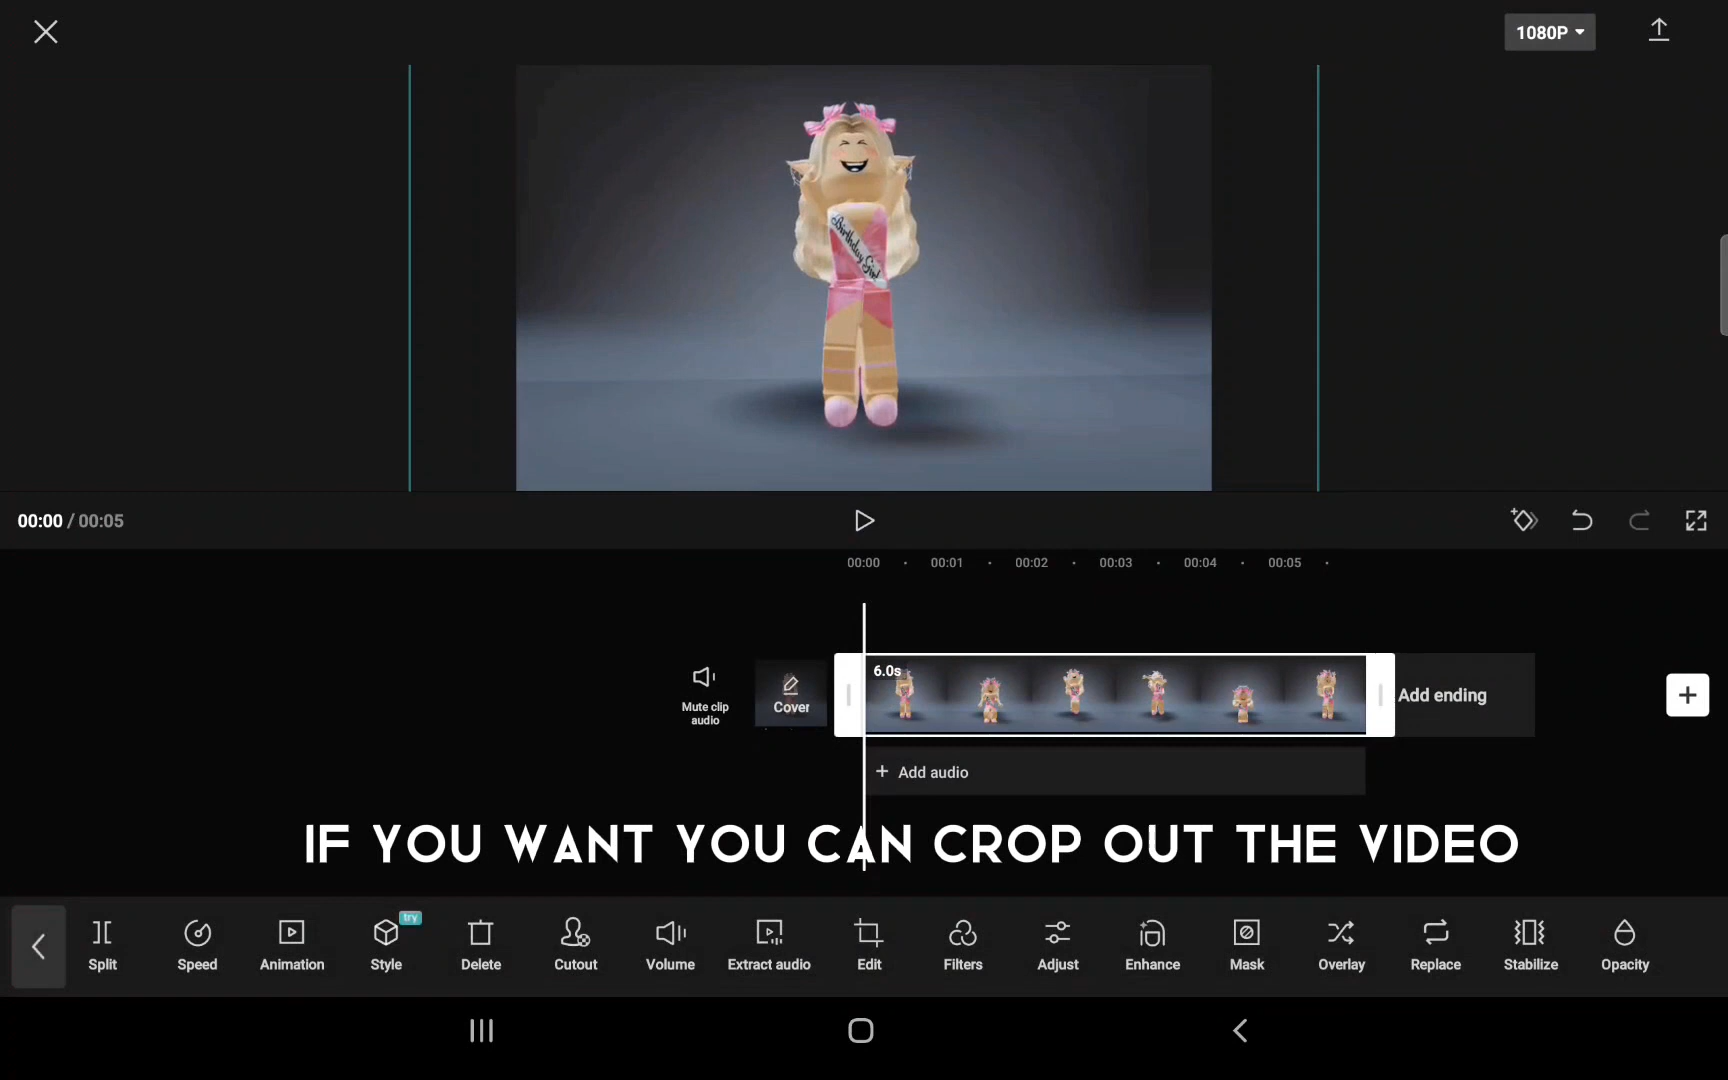 1080P
Birthday Girl
00:00 / 00:05
00:00 00:01 00:02 00:03 00:04 00:05
6.0s
Mute clip
audio
Cover
Add ending
+ Add audio
IF YOU WANT YOU CAN CROP OUT THE VIDEO
try
Split Speed Animation Style Delete Cutout Volume Extract audio Edit Filters Adjust Enhance Mask Overlay Replace Stabilize Opacity